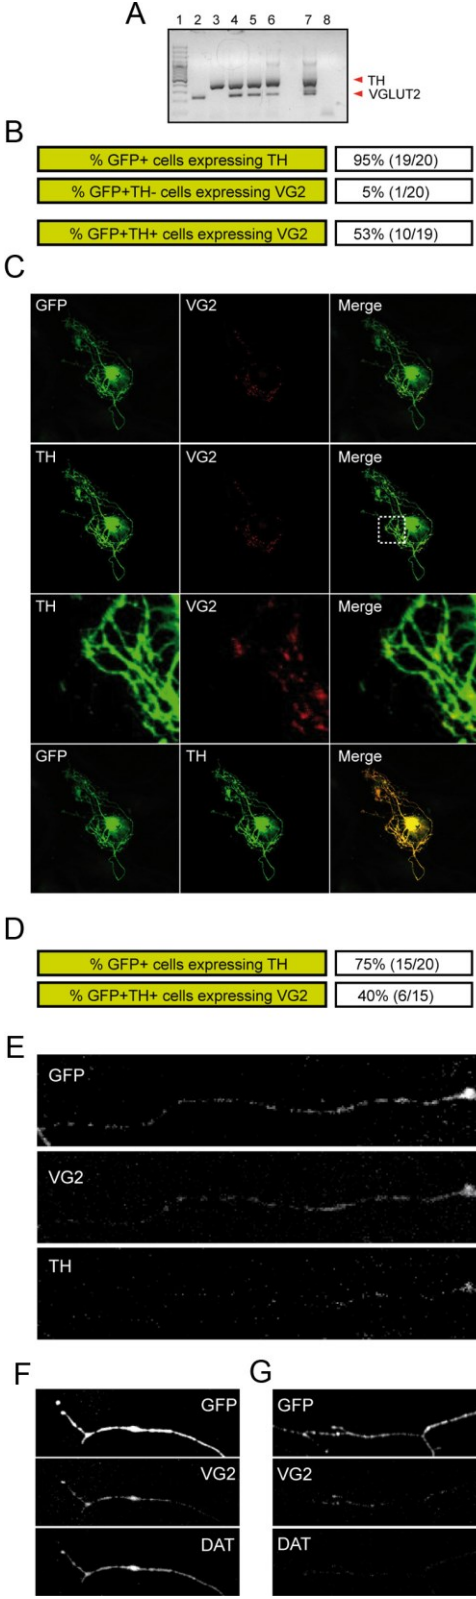 A
1 2 3 4 5 6 7 8
TH
VGLUT2
B
% GFP+ cells expressing TH 95% (19/20)
% GFP+TH- cells expressing VG2 5% (1/20)
% GFP+TH+ cells expressing VG2 53% (10/19)
C
GFP VG2 Merge
TH VG2 Merge
TH VG2 Merge
GFP TH Merge
D
% GFP+ cells expressing TH 75% (15/20)
% GFP+TH+ cells expressing VG2 40% (6/15)
E
GFP
VG2
TH
F
GFP
VG2
DAT
G
GFP
VG2
DAT